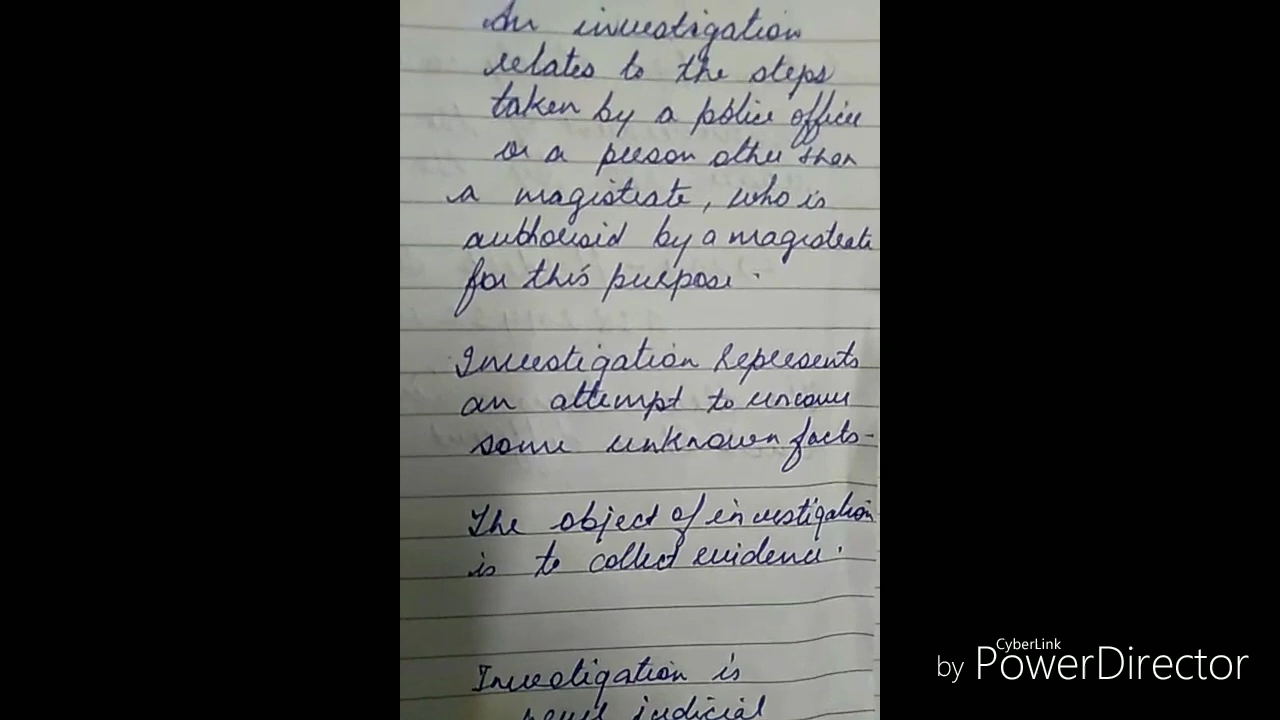 An investigation
relates to the steps
taken by a police officer
or a person other than
a magistrate, who is
authorised by a magistrate
for this purpose.
Investigation represents
an attempt to uncover
some unknown facts-
The object of investigation
is to collect evidence.
Investigation is
judicial
CyberLink
by PowerDirector